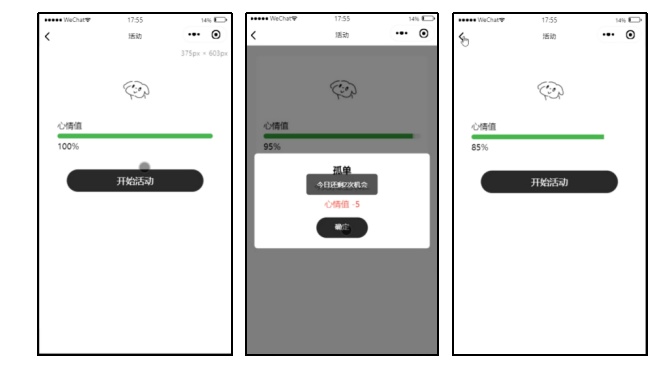 ●●●●● WeChat 17:55 14%
活动
375px × 603px
心情值
100%
开始活动
●●●●● WeChat 17:55 14%
活动
心情值
95%
孤单
今日还剩2次机会
心情值 -5
确定
●●●●● WeChat 17:55 14%
活动
心情值
85%
开始活动